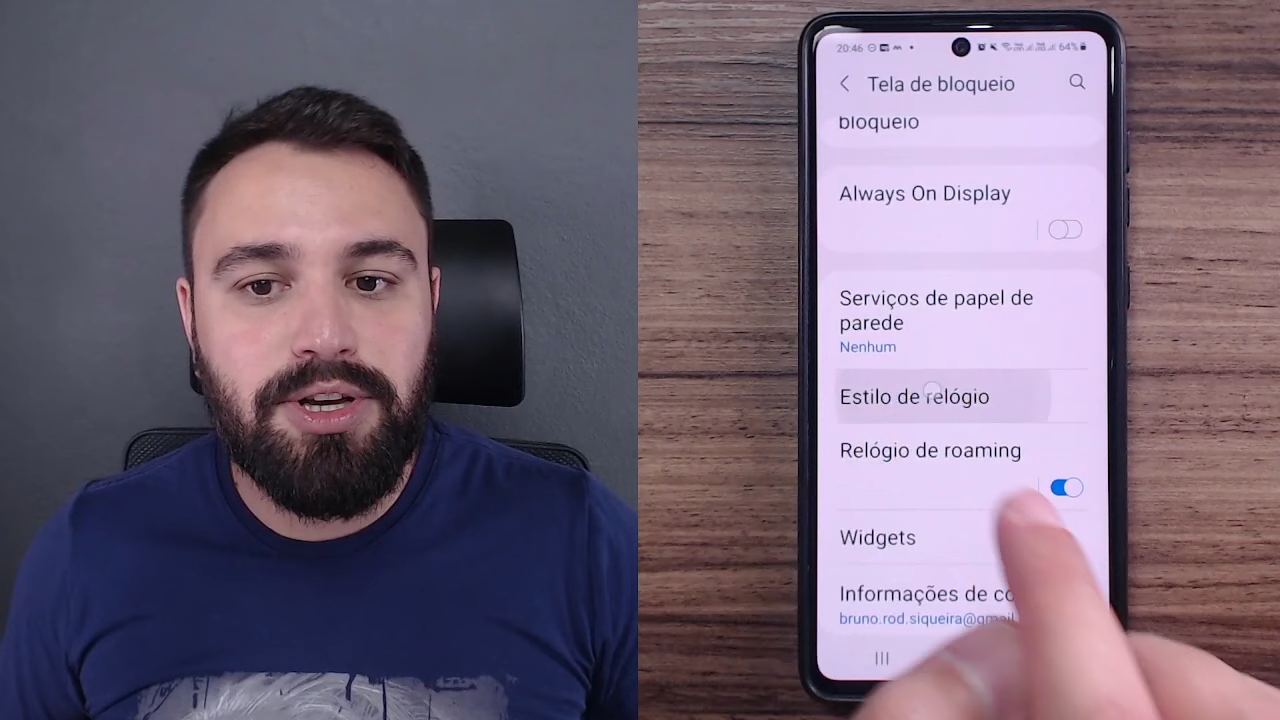 20:46
64%
Tela de bloqueio
bloqueio
Always On Display
Serviços de papel de
parede
Nenhum
Estilo de relógio
Relógio de roaming
Widgets
Informações de co
bruno.rod.siqueira@gmail